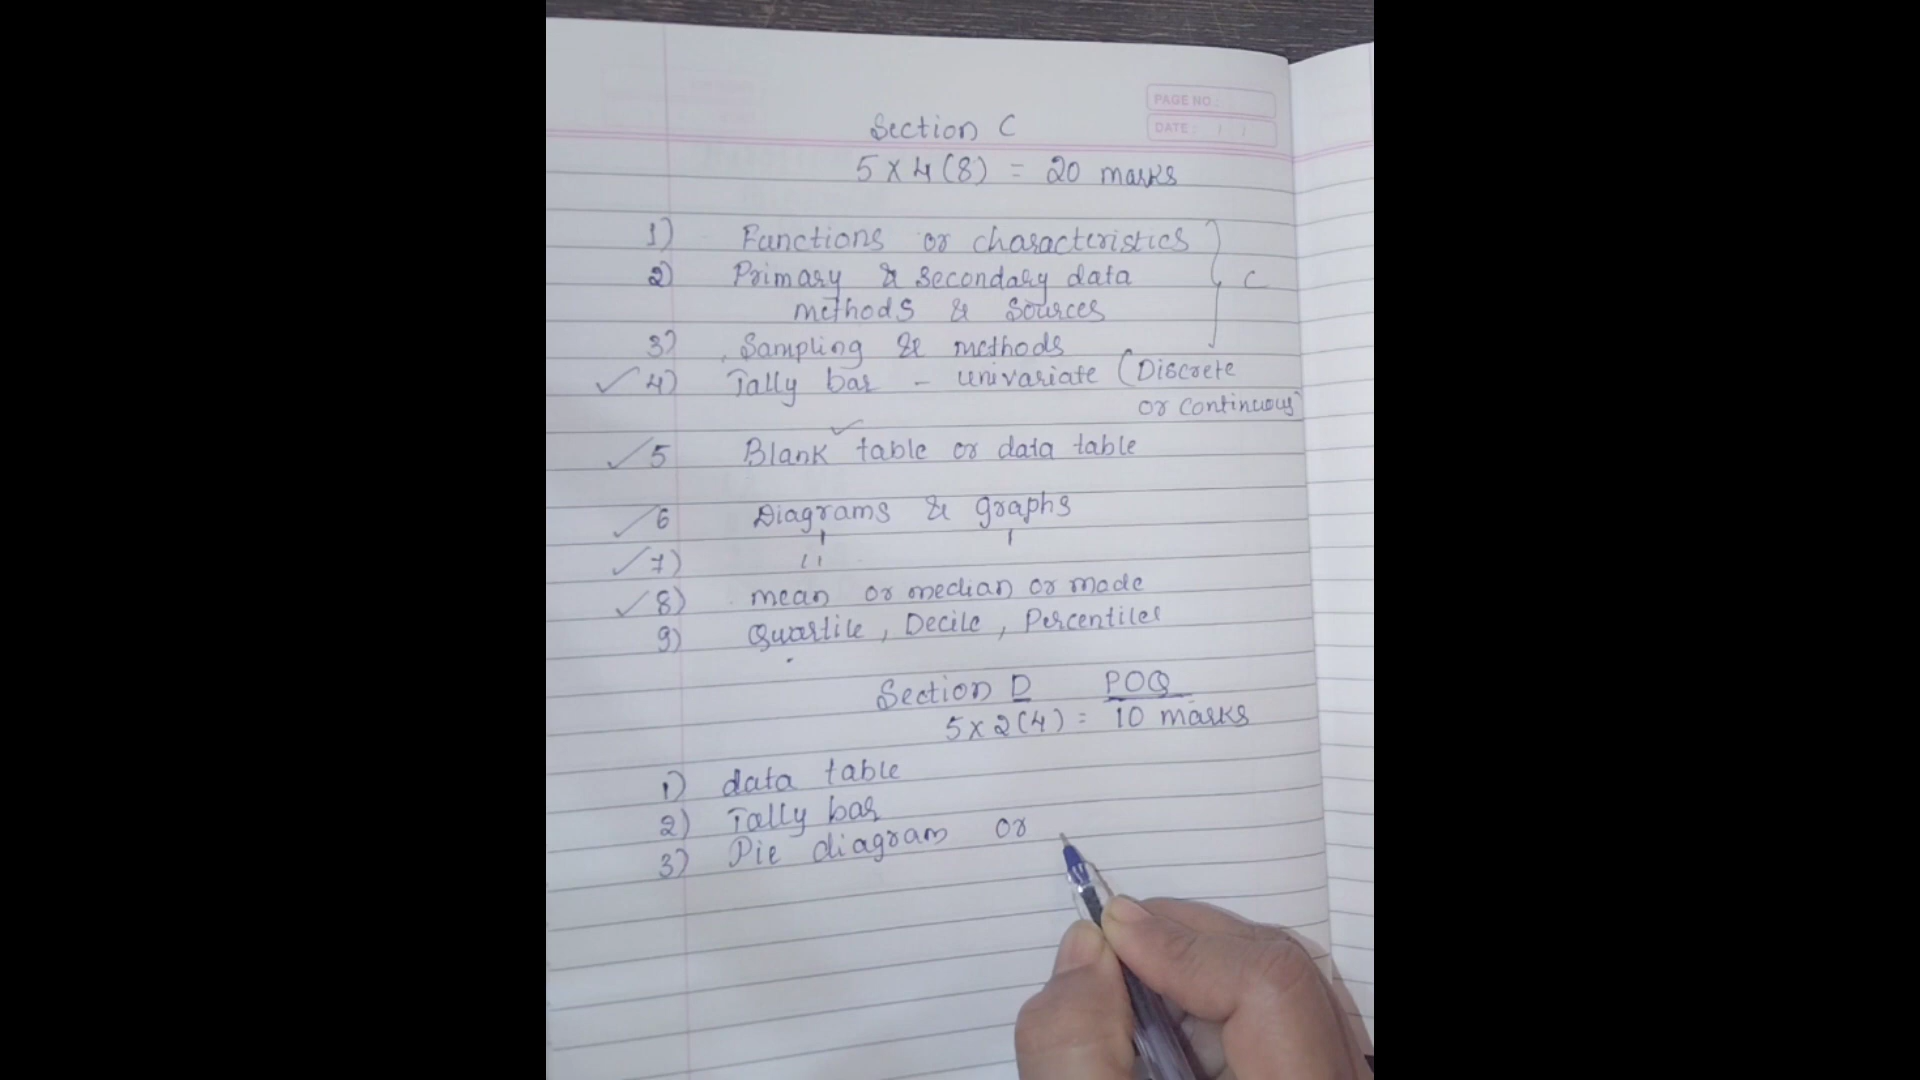 PAGE NO.:
DATE : / /
Section C
5 x 4 (8) = 20 marks
1) Functions or characteristics
2) Primary & Secondary data C
methods & Sources
3) Sampling & methods
4) Tally bar - univariate (Discrete
or continuous)
5 Blank table or data table
6 Diagrams & graphs
7) 11
8) mean or median or mode
9) Quartile, Decile, Percentiles
Section D POQ
5 x 2 (4) = 10 marks
1) data table
2) Tally bar
3) Pie diagram or